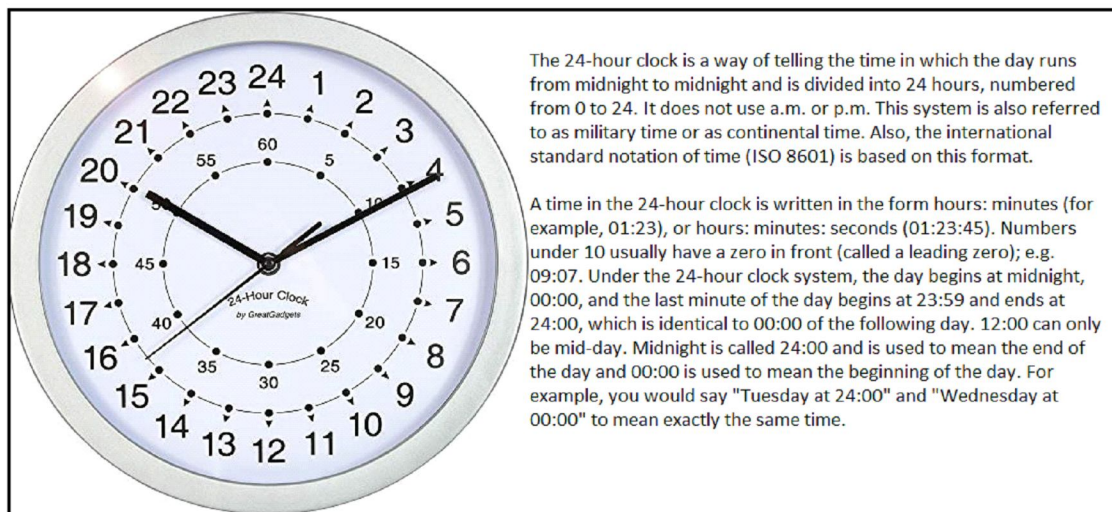 24
1
2
3
4
5
6
7
8
9
10
11
12
13
14
15
16
17
18
19
20
21
22
23
60
5
10
15
20
25
30
35
40
45
50
55
24-Hour Clock
by GreatGadgets
The 24-hour clock is a way of telling the time in which the day runs
from midnight to midnight and is divided into 24 hours, numbered
from 0 to 24. It does not use a.m. or p.m. This system is also referred
to as military time or as continental time. Also, the international
standard notation of time (ISO 8601) is based on this format.
A time in the 24-hour clock is written in the form hours: minutes (for
example, 01:23), or hours: minutes: seconds (01:23:45). Numbers
under 10 usually have a zero in front (called a leading zero); e.g.
09:07. Under the 24-hour clock system, the day begins at midnight,
00:00, and the last minute of the day begins at 23:59 and ends at
24:00, which is identical to 00:00 of the following day. 12:00 can only
be mid-day. Midnight is called 24:00 and is used to mean the end of
the day and 00:00 is used to mean the beginning of the day. For
example, you would say "Tuesday at 24:00" and "Wednesday at
00:00" to mean exactly the same time.